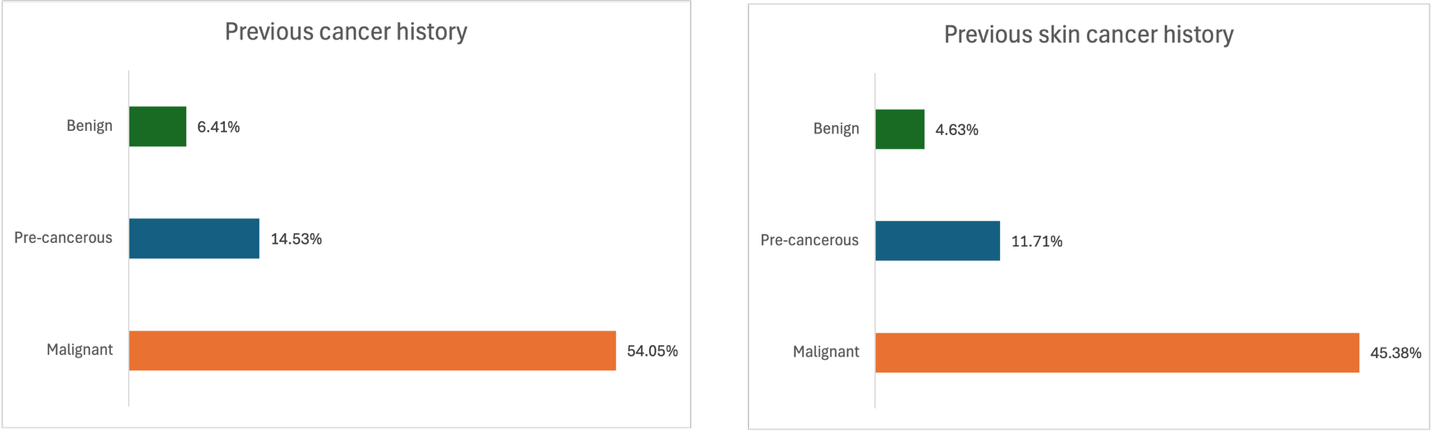 Previous cancer history
Benign
6.41%
Pre-cancerous
14.53%
Malignant
54.05%
Previous skin cancer history
Benign
4.63%
Pre-cancerous
11.71%
Malignant
45.38%